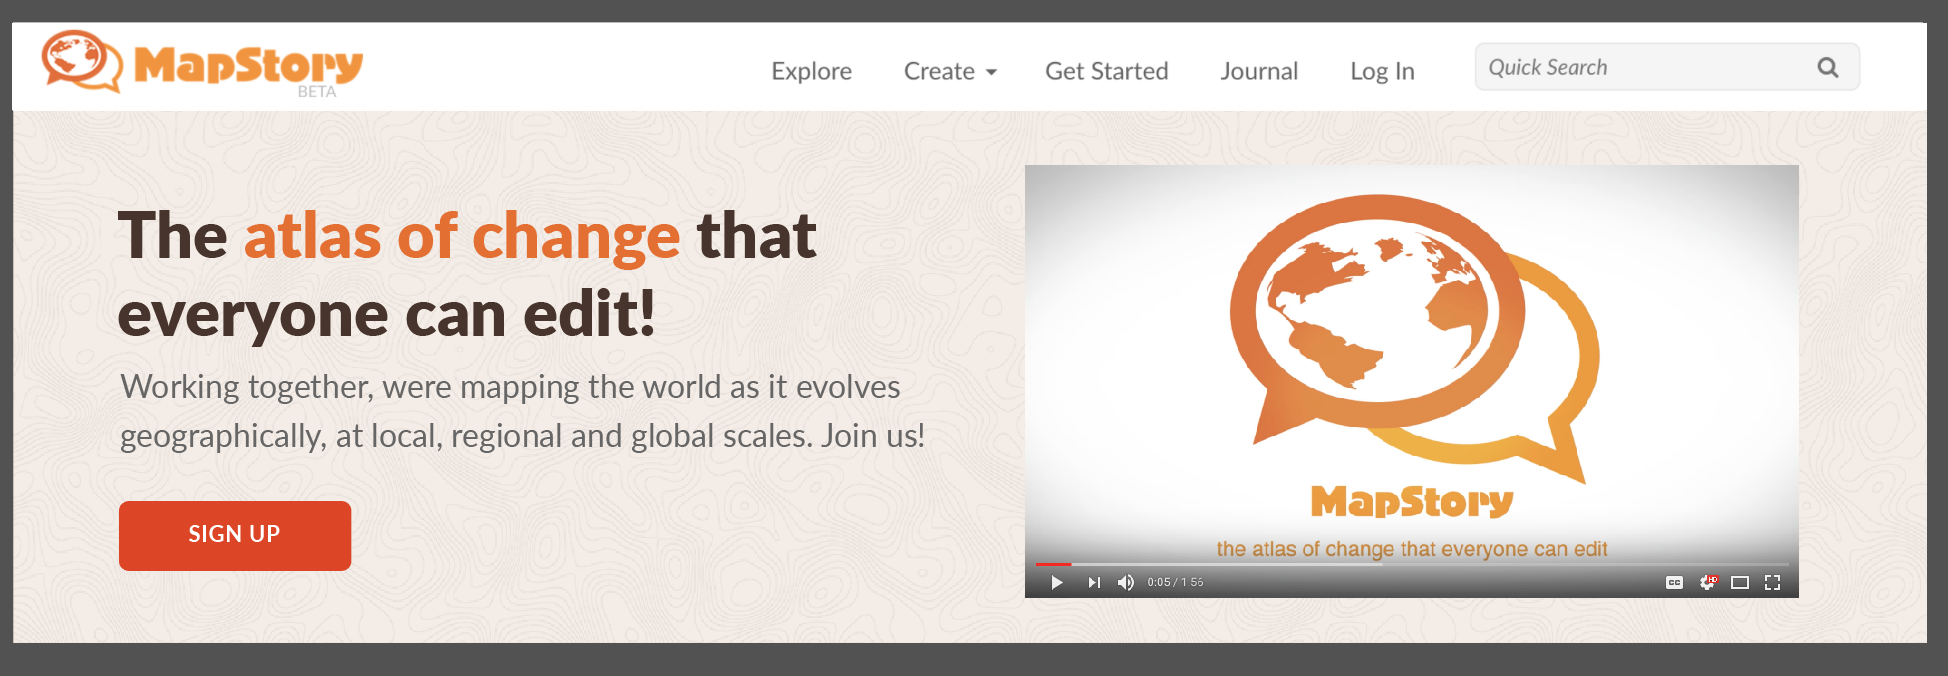 MapStory
BETA
Explore
Create
Get Started
Journal
Log In
Quick Search
The atlas of change that
everyone can edit!
Working together, were mapping the world as it evolves
geographically, at local, regional and global scales. Join us!
SIGN UP
MapStory
the atlas of change that everyone can edit
0:05 / 1:56
CC
HD